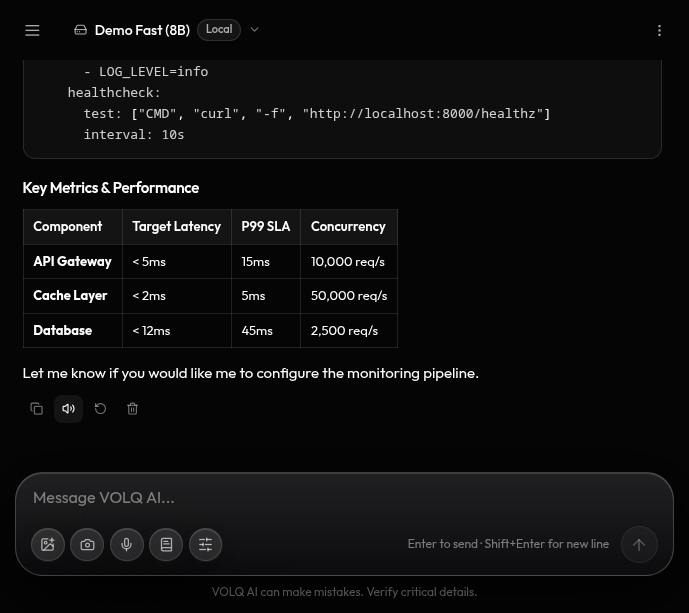 Demo Fast (8B) Local
- LOG_LEVEL=info
healthcheck:
test: ["CMD", "curl", "-f", "http://localhost:8000/healthz"]
interval: 10s
Key Metrics & Performance
Component Target Latency P99 SLA Concurrency
API Gateway < 5ms 15ms 10,000 req/s
Cache Layer < 2ms 5ms 50,000 req/s
Database < 12ms 45ms 2,500 req/s
Let me know if you would like me to configure the monitoring pipeline.
Message VOLQ AI...
Enter to send · Shift+Enter for new line
VOLQ AI can make mistakes. Verify critical details.